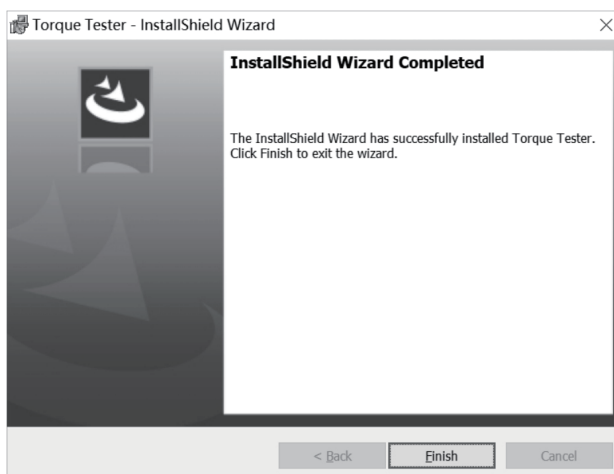 Torque Tester - InstallShield Wizard
InstallShield Wizard Completed
The InstallShield Wizard has successfully installed Torque Tester.
Click Finish to exit the wizard.
< Back
Finish
Cancel